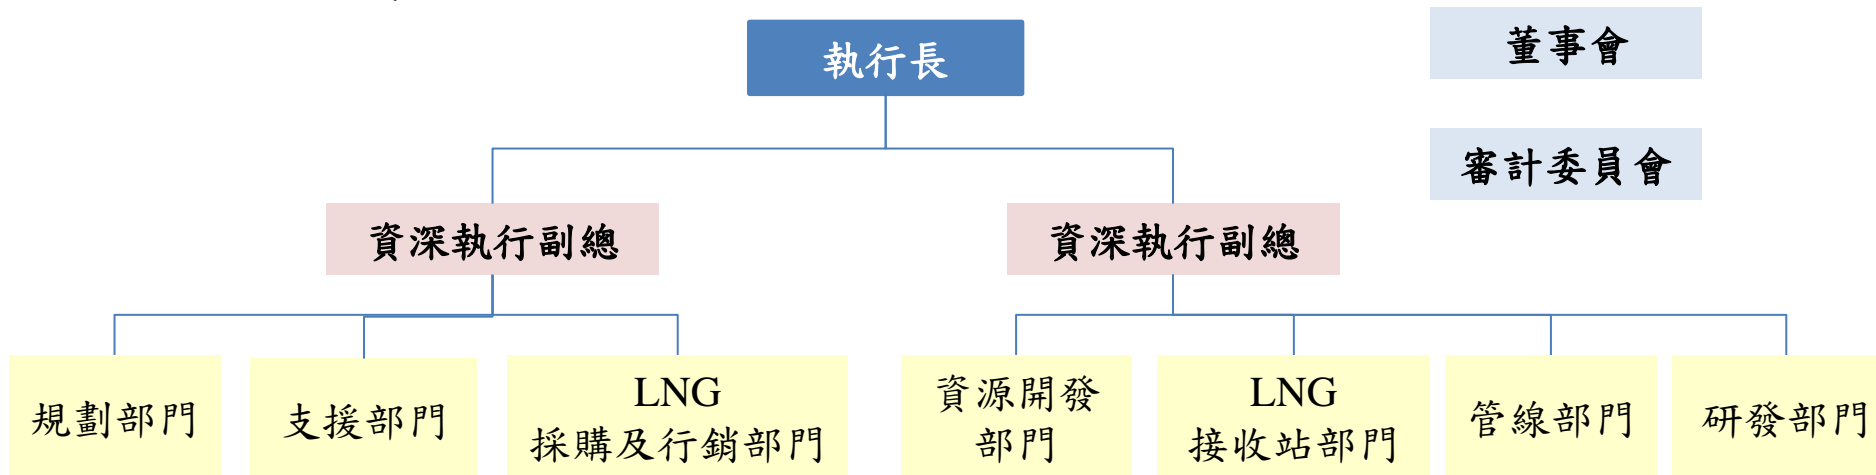 執行長
董事會
審計委員會
資深執行副總
資深執行副總
規劃部門
支援部門
LNG
採購及行銷部門
資源開發
部門
LNG
接收站部門
管線部門
研發部門